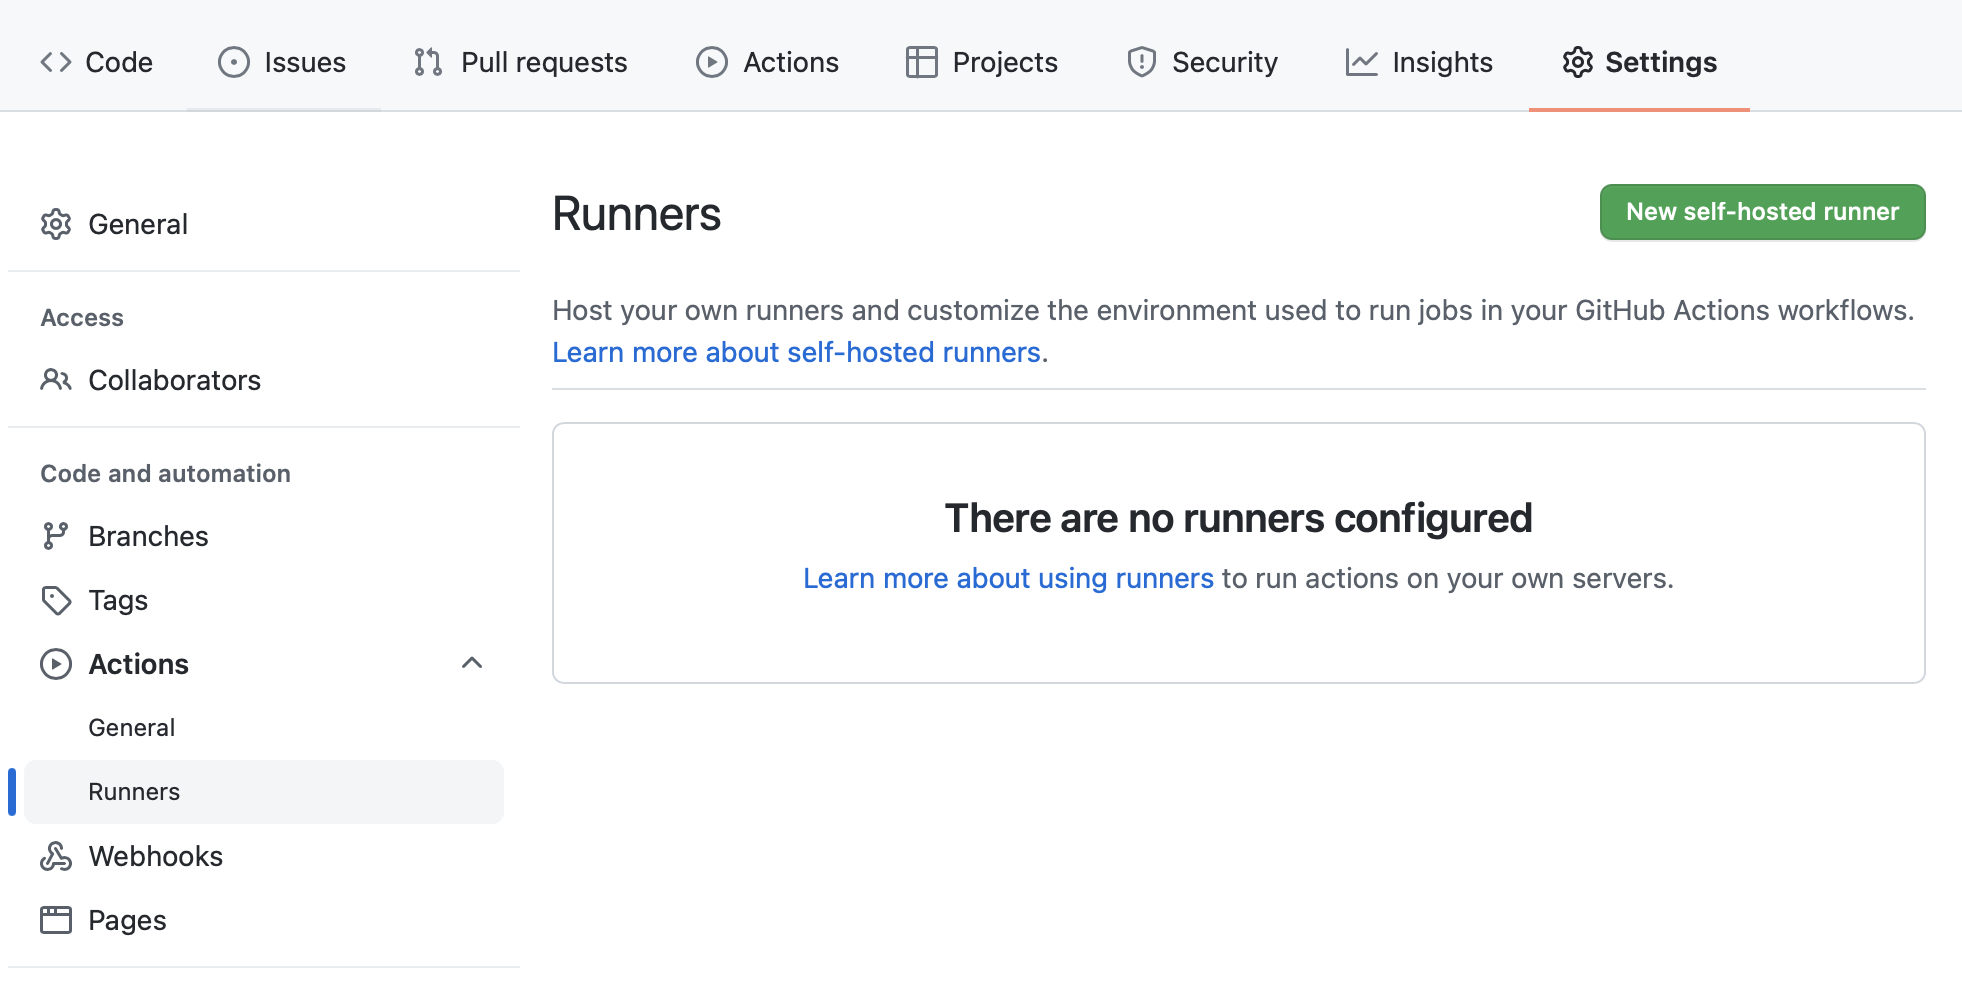 Code Issues Pull requests Actions Projects Security Insights Settings
General
Access
Collaborators
Code and automation
Branches
Tags
Actions
General
Runners
Webhooks
Pages
Runners
New self-hosted runner
Host your own runners and customize the environment used to run jobs in your GitHub Actions workflows.
Learn more about self-hosted runners.
There are no runners configured
Learn more about using runners to run actions on your own servers.